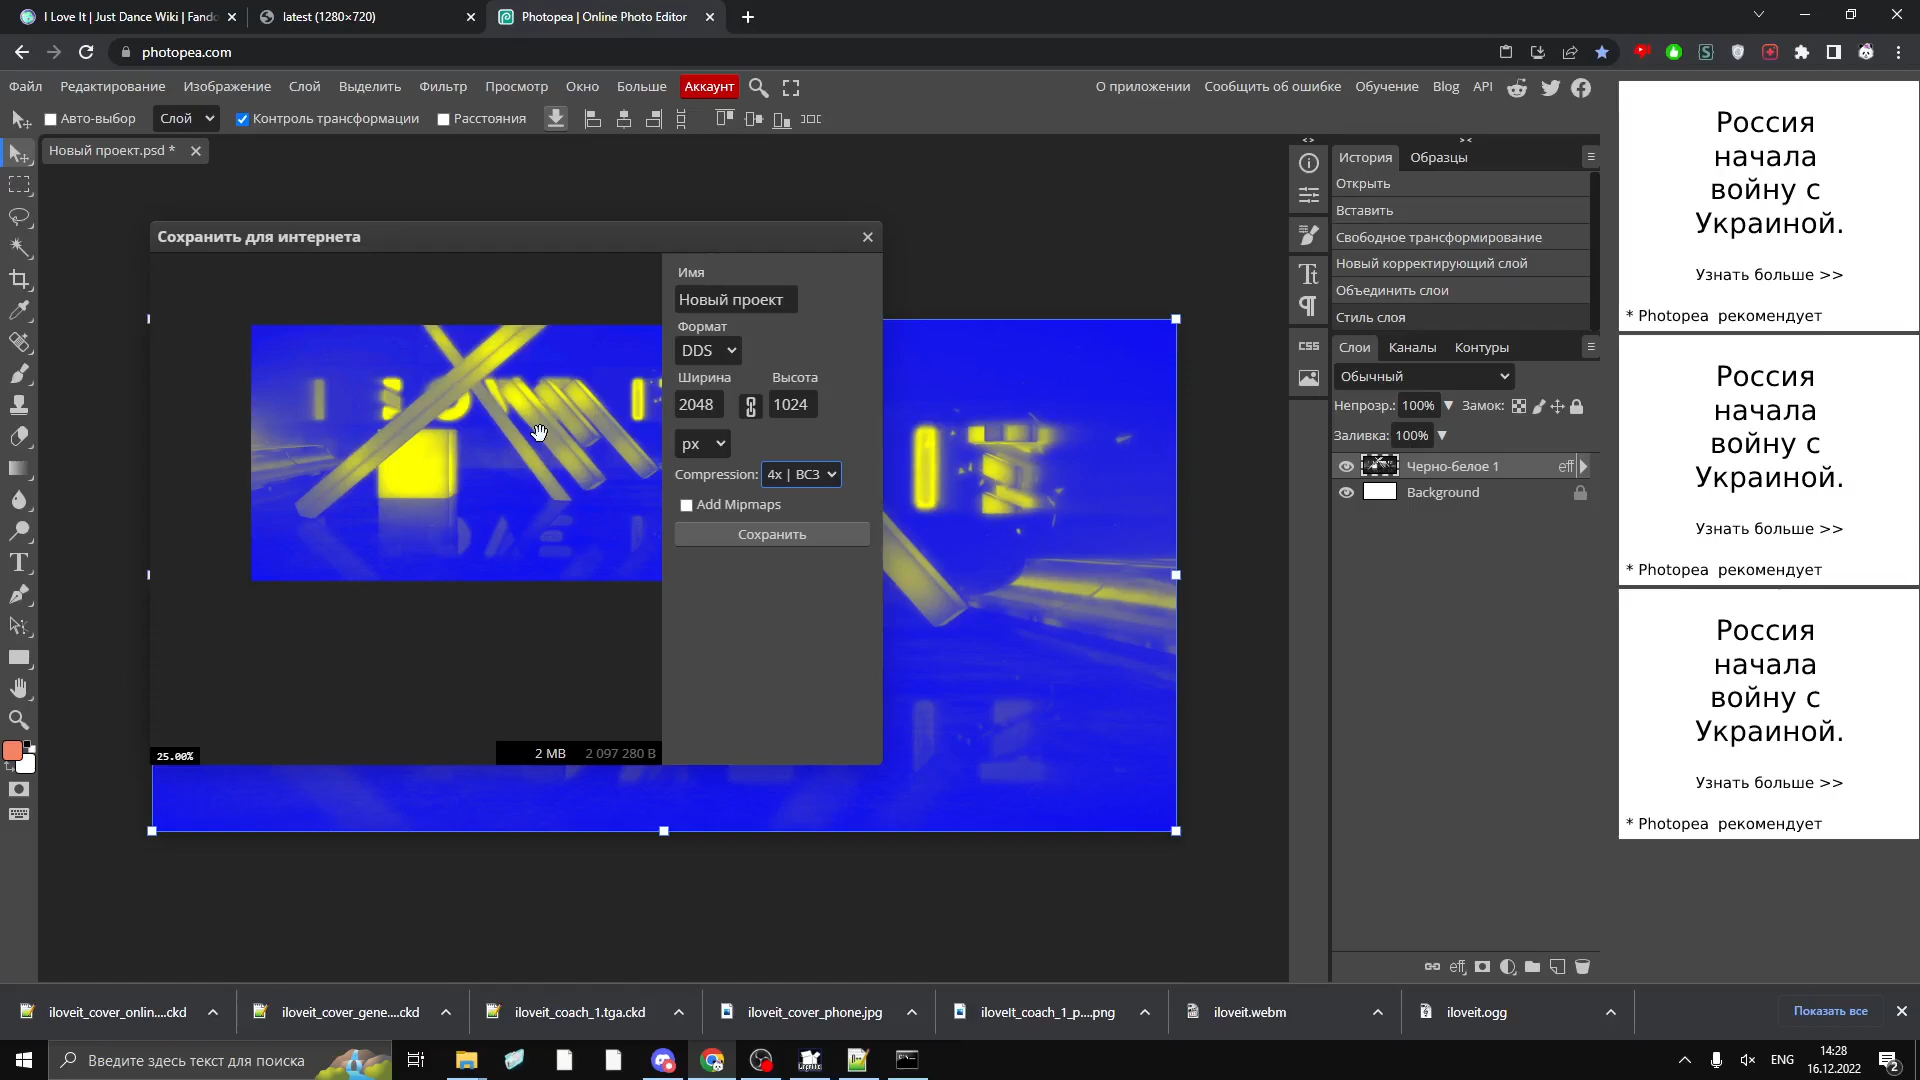 I Love It | Just Dance Wiki | Fando
latest (1280×720)
Photopea | Online Photo Editor
photopea.com
Файл Редактирование Изображение Слой Выделить Фильтр Просмотр Окно Больше Аккаунт
О приложении Сообщить об ошибке Обучение Blog API
Авто-выбор Слой Контроль трансформации Расстояния
Новый проект.psd *
Сохранить для интернета
Имя
Новый проект
Формат
DDS
Ширина Высота
2048 1024
px
Compression: 4x | BC3
Add Mipmaps
Сохранить
25.00%
2 MB 2 097 280 B
История Образцы
Открыть
Вставить
Свободное трансформирование
Новый корректирующий слой
Объединить слои
Стиль слоя
CSS
Слои Каналы Контуры
Обычный
Непрозр.: 100% Замок:
Заливка: 100%
Черно-белое 1 eff
Background
eff
Россия
начала
войну с
Украиной.
Узнать больше >>
* Photopea рекомендует
Россия
начала
войну с
Украиной.
Узнать больше >>
* Photopea рекомендует
Россия
начала
войну с
Украиной.
Узнать больше >>
* Photopea рекомендует
iloveit_cover_onlin....ckd
iloveit_cover_gene....ckd
iloveit_coach_1.tga.ckd
iloveit_cover_phone.jpg
iloveIt_coach_1_p....png
iloveit.webm
iloveit.ogg
Показать все
Введите здесь текст для поиска
ENG
14:28
16.12.2022
2